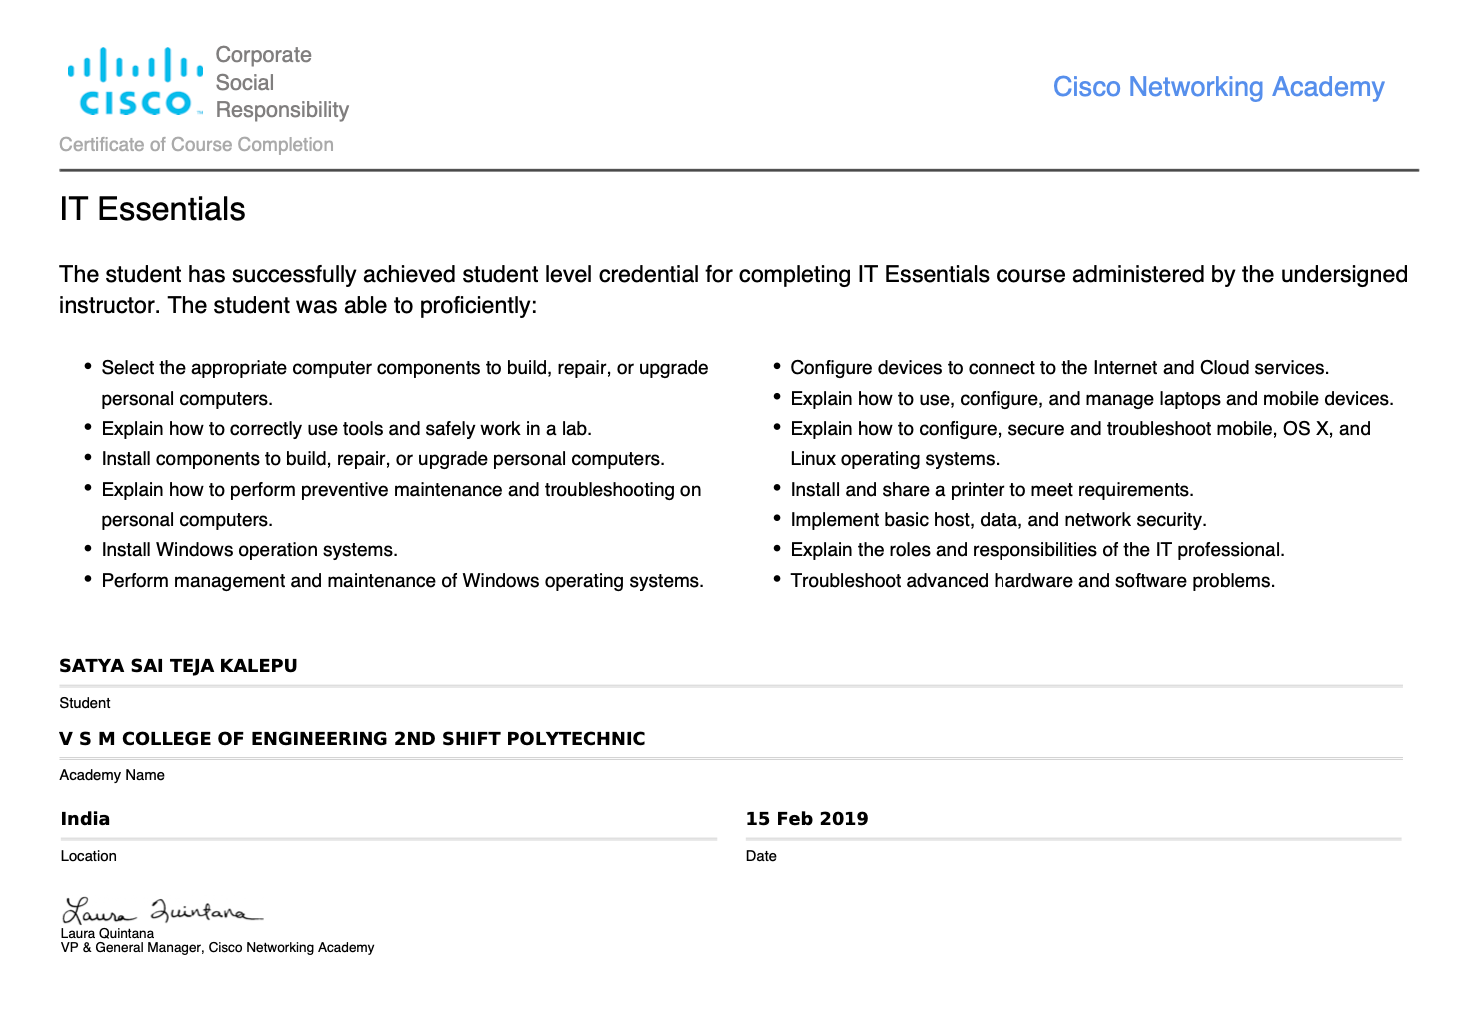 CISCO™
Corporate
Social
Responsibility
Cisco Networking Academy
Certificate of Course Completion
IT Essentials
The student has successfully achieved student level credential for completing IT Essentials course administered by the undersigned
instructor. The student was able to proficiently:
• Select the appropriate computer components to build, repair, or upgrade
personal computers.
• Explain how to correctly use tools and safely work in a lab.
• Install components to build, repair, or upgrade personal computers.
• Explain how to perform preventive maintenance and troubleshooting on
personal computers.
• Install Windows operation systems.
• Perform management and maintenance of Windows operating systems.
• Configure devices to connect to the Internet and Cloud services.
• Explain how to use, configure, and manage laptops and mobile devices.
• Explain how to configure, secure and troubleshoot mobile, OS X, and
Linux operating systems.
• Install and share a printer to meet requirements.
• Implement basic host, data, and network security.
• Explain the roles and responsibilities of the IT professional.
• Troubleshoot advanced hardware and software problems.
SATYA SAI TEJA KALEPU
Student
V S M COLLEGE OF ENGINEERING 2ND SHIFT POLYTECHNIC
Academy Name
India
Location
15 Feb 2019
Date
Laura Quintana
Laura Quintana
VP & General Manager, Cisco Networking Academy